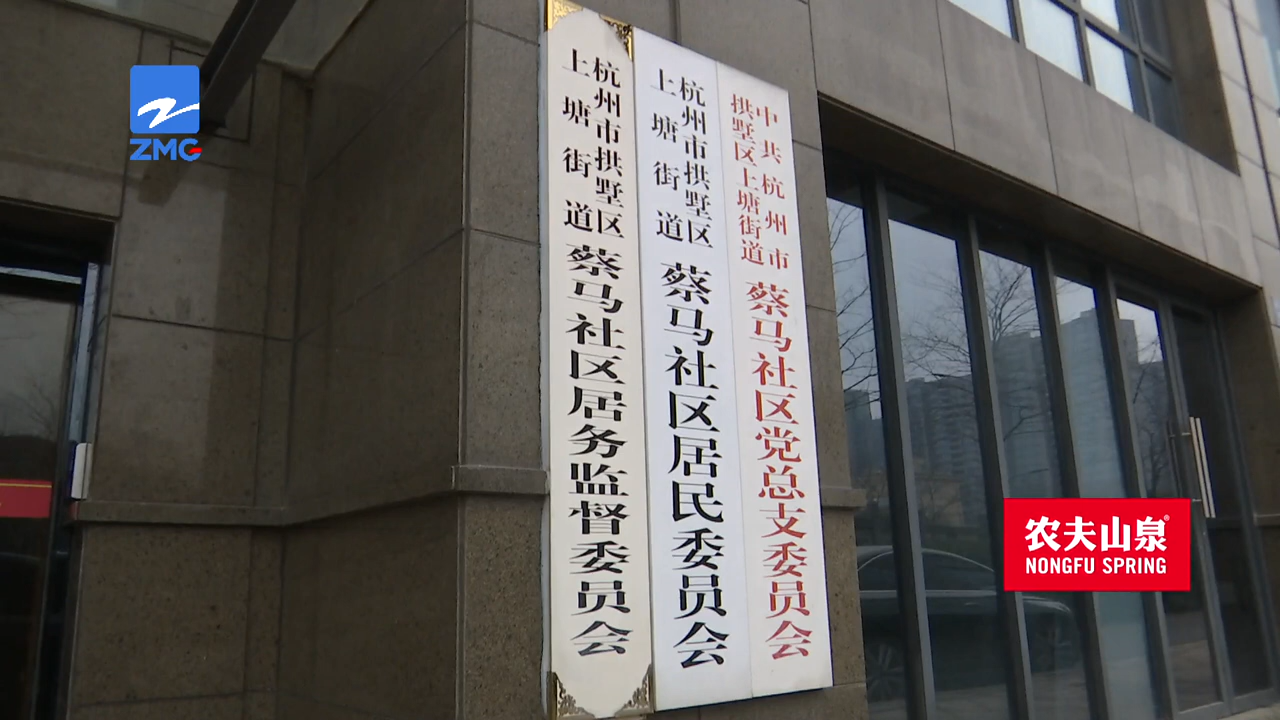 ZMG
杭州市拱墅区
上塘街道
蔡马社区居务监督委员会
杭州市拱墅区
上塘街道
蔡马社区居民委员会
中共杭州市
拱墅区上塘街道
蔡马社区党总支委员会
农夫山泉®
NONGFU SPRING